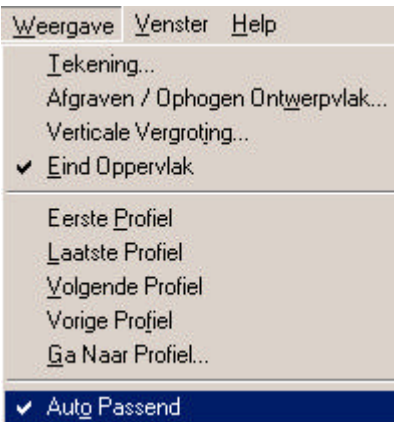 Weergave Venster Help
Tekening...
Afgraven / Ophogen Ontwerpvlak...
Verticale Vergroting...
✔ Eind Oppervlak
Eerste Profiel
Laatste Profiel
Volgende Profiel
Vorige Profiel
Ga Naar Profiel...
✔ Auto Passend